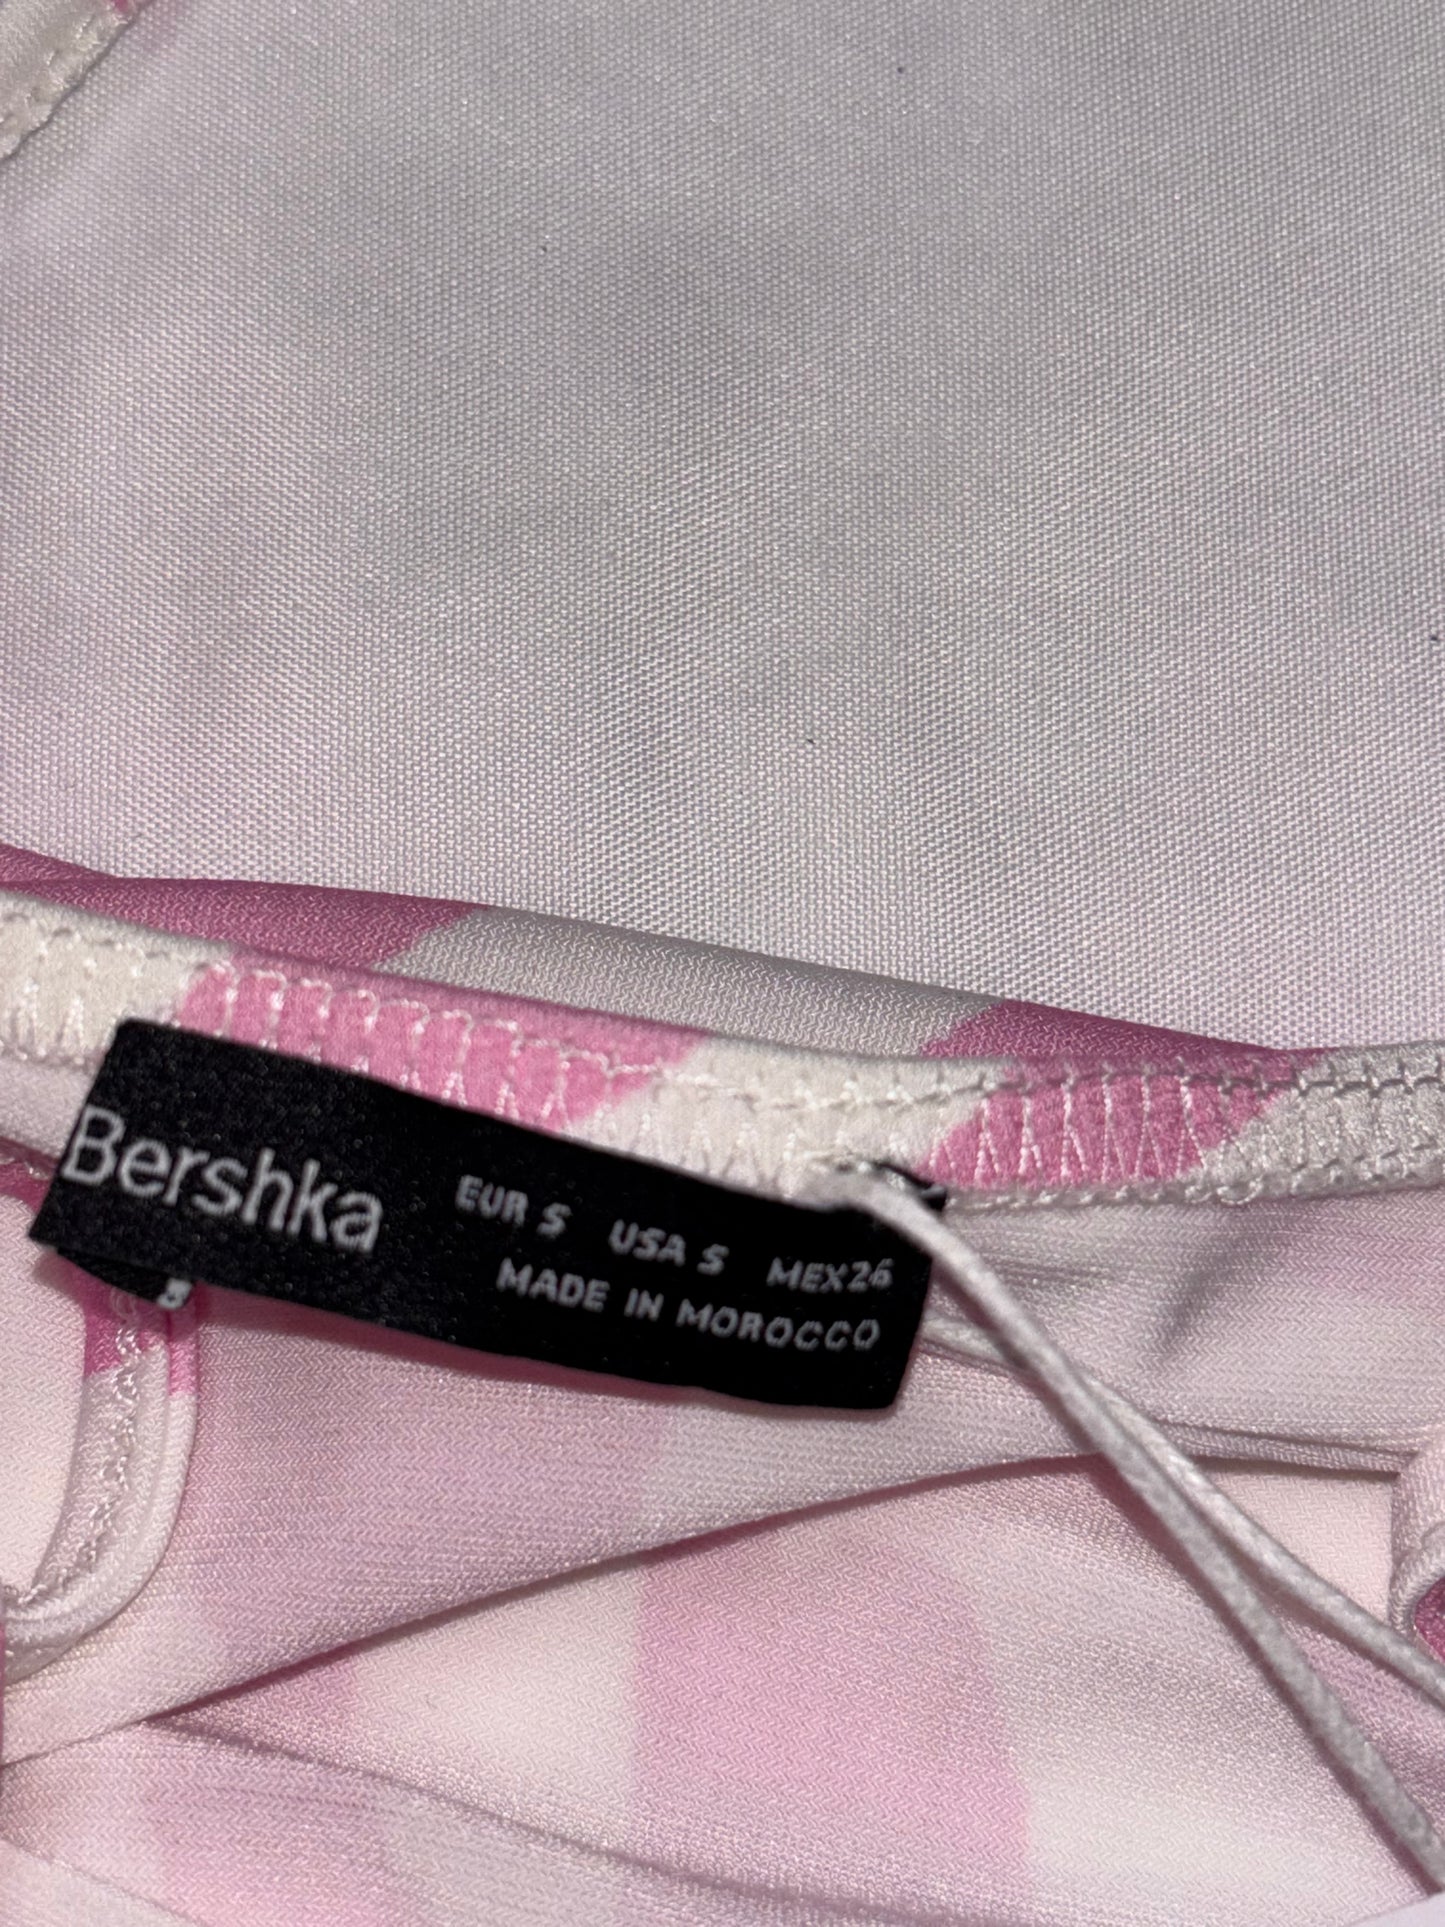 Bershka
EUR S USA S MEX26
MADE IN MOROCCO